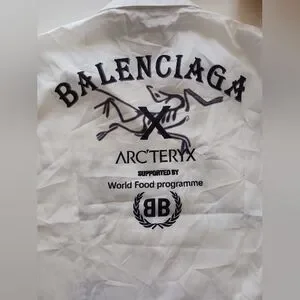 BALENCIAGA
X
ARC'TERYX
SUPPORTED BY
World Food programme
BB